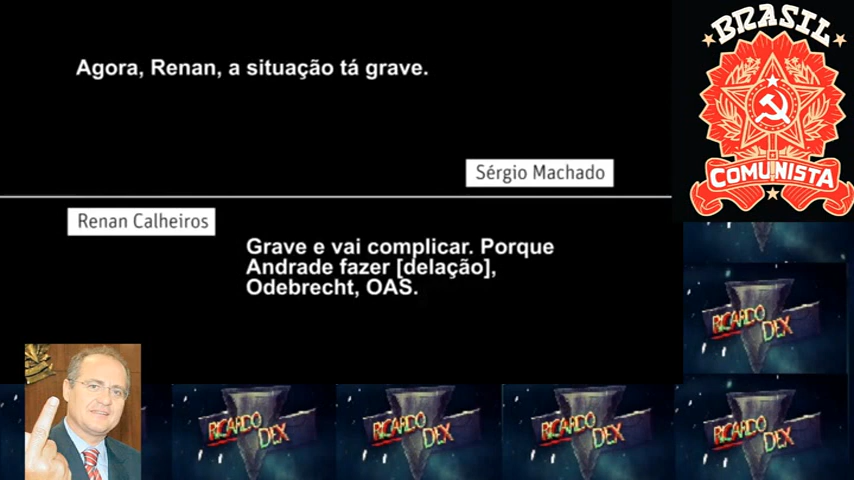 Agora, Renan, a situação tá grave.
Sérgio Machado
Renan Calheiros
Grave e vai complicar. Porque
Andrade fazer [delação],
Odebrecht, OAS.
BRASIL
COMUNISTA
RICARDO
DEX
RICARDO
DEX
RICARDO
DEX
RICARDO
DEX
RICARDO
DEX